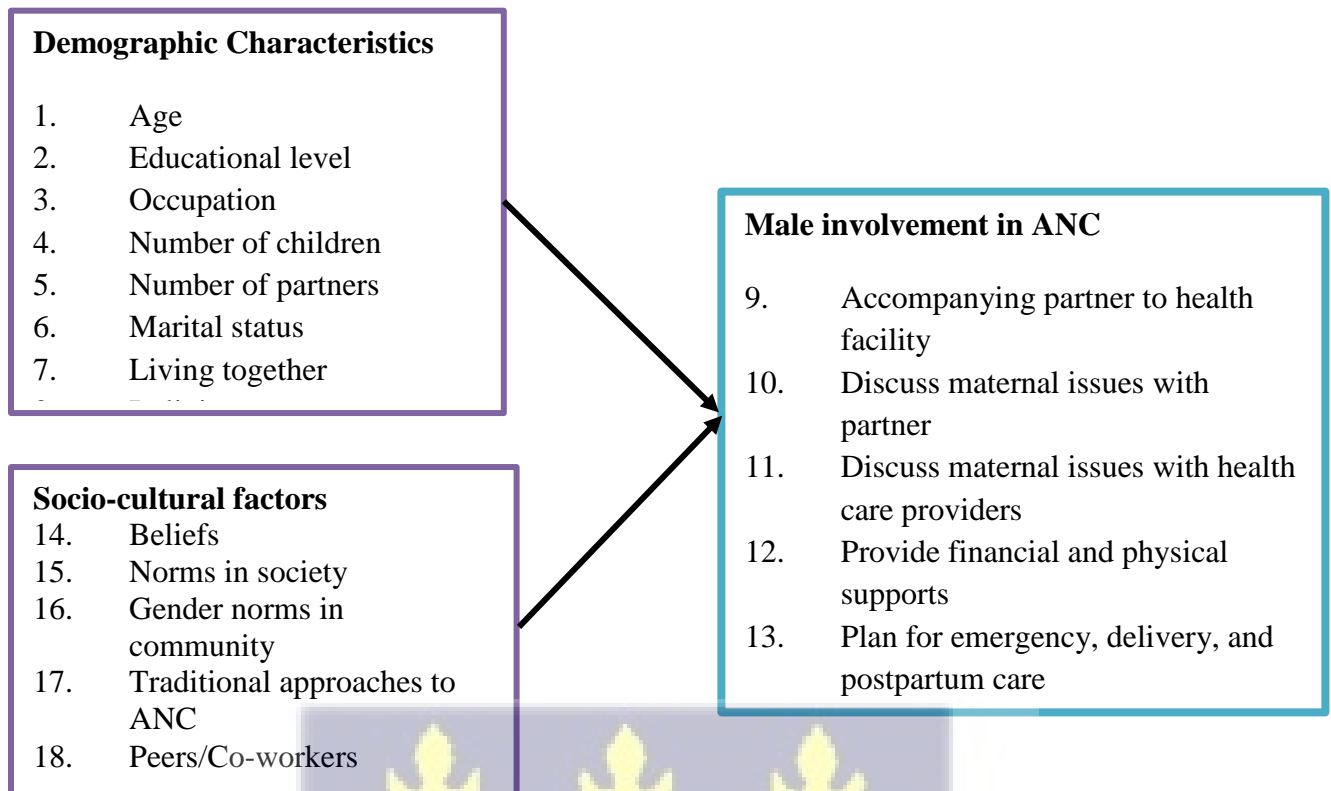 Demographic Characteristics
1. Age
2. Educational level
3. Occupation
4. Number of children
5. Number of partners
6. Marital status
7. Living together
Socio-cultural factors
14. Beliefs
15. Norms in society
16. Gender norms in
community
17. Traditional approaches to
ANC
18. Peers/Co-workers
Male involvement in ANC
9. Accompanying partner to health
facility
10. Discuss maternal issues with
partner
11. Discuss maternal issues with health
care providers
12. Provide financial and physical
supports
13. Plan for emergency, delivery, and
postpartum care